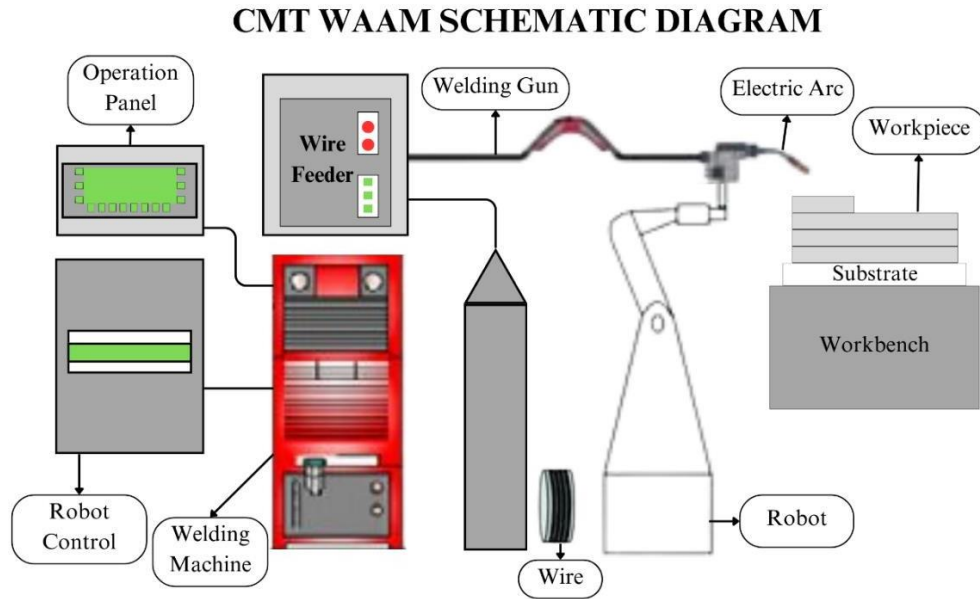 CMT WAAM SCHEMATIC DIAGRAM
Operation
Panel
Wire
Feeder
Welding Gun
Electric Arc
Workpiece
Substrate
Workbench
Robot
Control
Welding
Machine
Wire
Robot